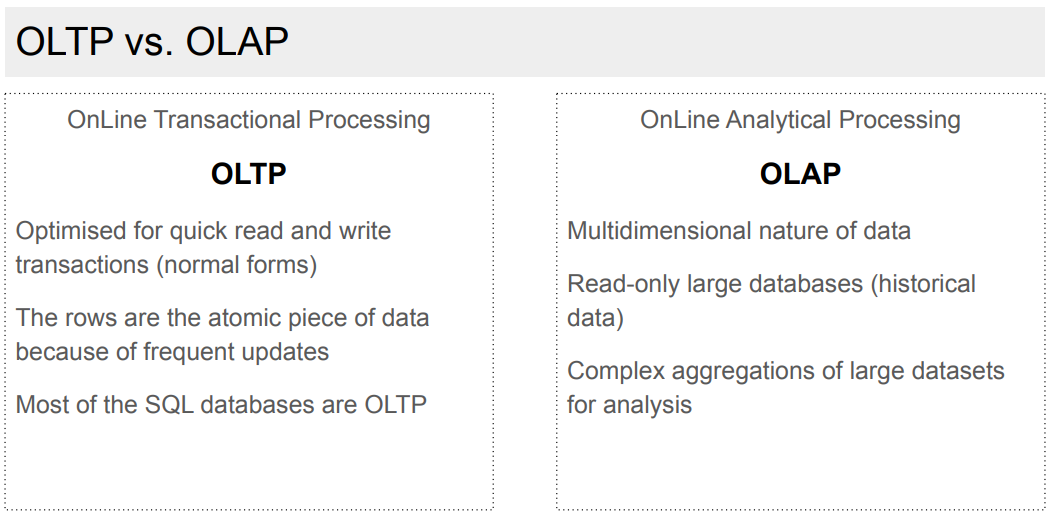 OLTP vs. OLAP
OnLine Transactional Processing
OLTP
Optimised for quick read and write
transactions (normal forms)
The rows are the atomic piece of data
because of frequent updates
Most of the SQL databases are OLTP
OnLine Analytical Processing
OLAP
Multidimensional nature of data
Read-only large databases (historical
data)
Complex aggregations of large datasets
for analysis